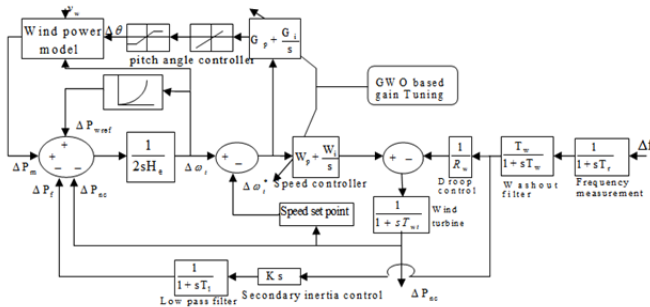 v_w
Wind power
model
Δθ
pitch angle controller
G_p + G_i/s
GWO based
gain Tuning
ΔP_wref
+
+
−
−
ΔP_m
ΔP_f
ΔP_nc
1/2sH_e
Δω_t
+
−
Δω_t*
W_p + W_i/s
Speed controller
+
−
1/R_w
Droop
control
T_w/1+sT_w
Washout
filter
1/1+sT_r
Δf
Frequency
measurement
Speed set point
1/1+sT_wt
Wind
turbine
1/1+sT_1
Low pass filter
Ks
Secondary inertia control
ΔP_nc